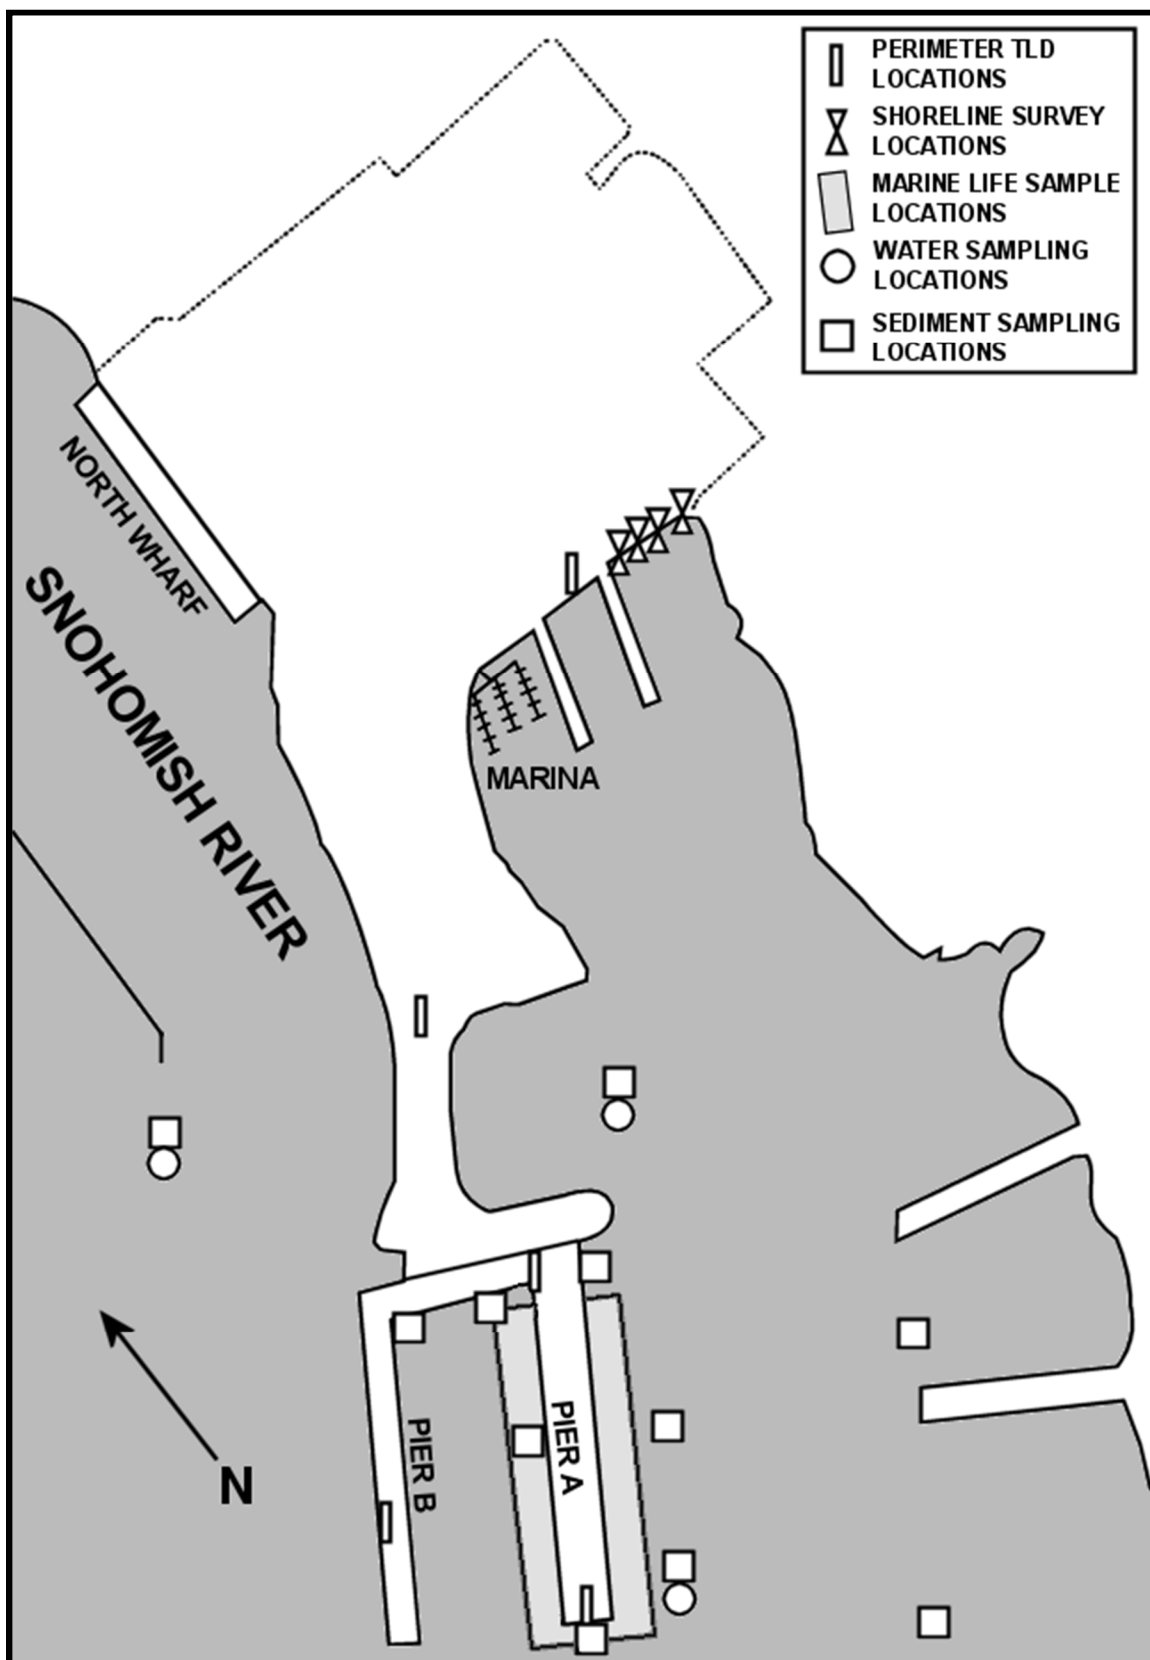 PERIMETER TLD
LOCATIONS
SHORELINE SURVEY
LOCATIONS
MARINE LIFE SAMPLE
LOCATIONS
WATER SAMPLING
LOCATIONS
SEDIMENT SAMPLING
LOCATIONS
NORTH WHARF
SNOHOMISH RIVER
MARINA
PIER B
PIER A
N